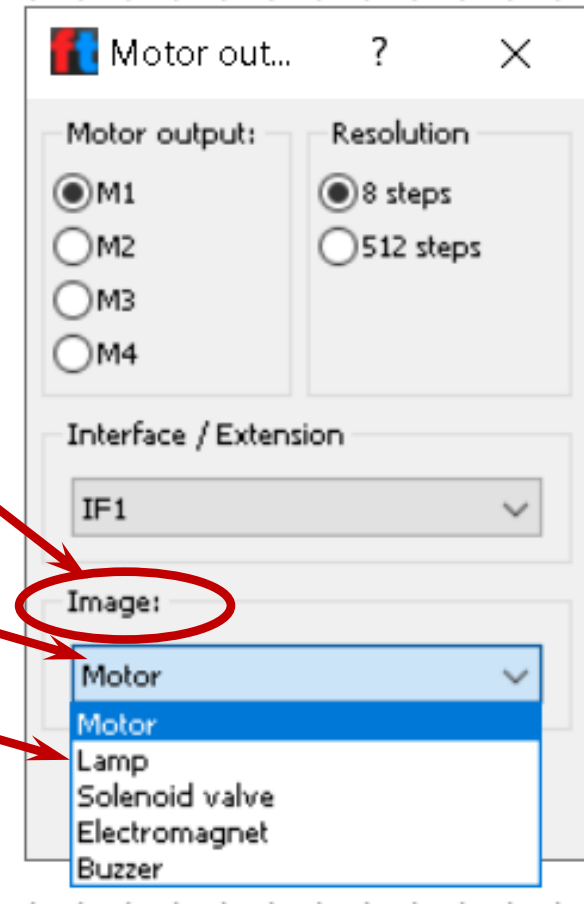 ft Motor out... ?
Motor output:
M1
M2
M3
M4
Resolution
8 steps
512 steps
Interface / Extension
IF1
Image:
Motor
Motor
Lamp
Solenoid valve
Electromagnet
Buzzer